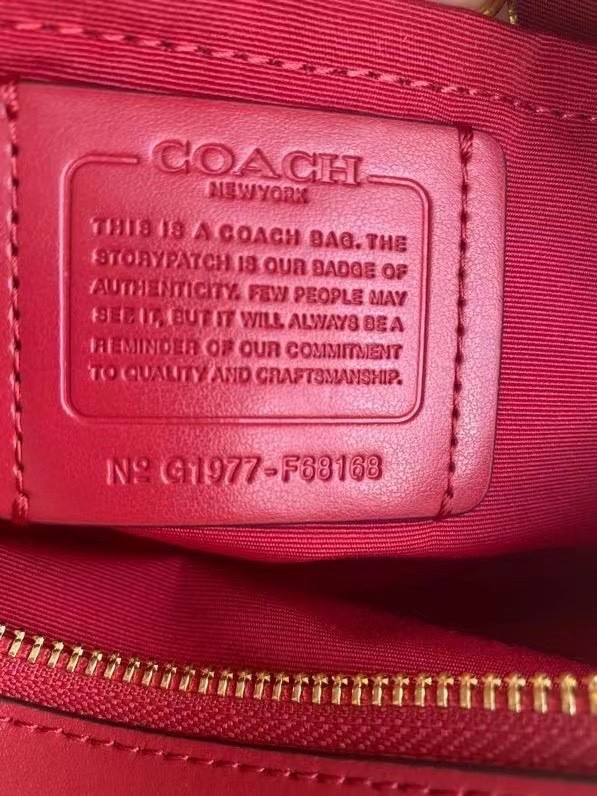 COACH
NEW YORK
THIS IS A COACH BAG. THE
STORYPATCH IS OUR BADGE OF
AUTHENTICITY. FEW PEOPLE MAY
SEE IT, BUT IT WILL ALWAYS BE A
REMINDER OF OUR COMMITMENT
TO QUALITY AND CRAFTSMANSHIP.
Nº G1977-F68168